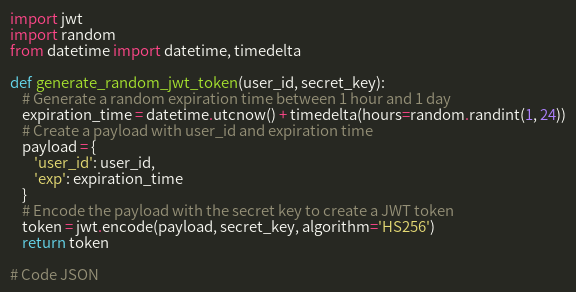 import jwt
import random
from datetime import datetime, timedelta

def generate_random_jwt_token(user_id, secret_key):
    # Generate a random expiration time between 1 hour and 1 day
    expiration_time = datetime.utcnow() + timedelta(hours=random.randint(1, 24))
    # Create a payload with user_id and expiration time
    payload = {
        'user_id': user_id,
        'exp': expiration_time
    }
    # Encode the payload with the secret key to create a JWT token
    token = jwt.encode(payload, secret_key, algorithm='HS256')
    return token

# Code JSON